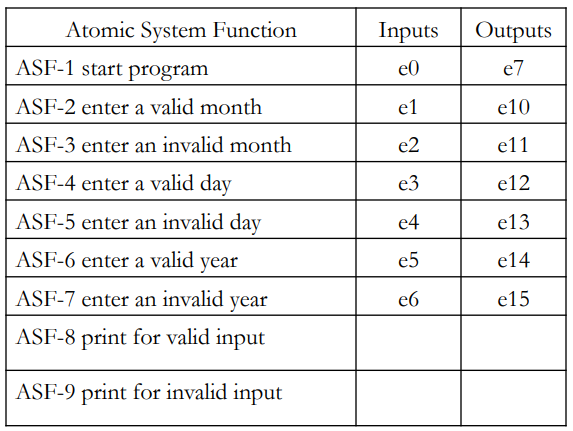 Atomic System Function Inputs Outputs
ASF-1 start program e0 e7
ASF-2 enter a valid month e1 e10
ASF-3 enter an invalid month e2 e11
ASF-4 enter a valid day e3 e12
ASF-5 enter an invalid day e4 e13
ASF-6 enter a valid year e5 e14
ASF-7 enter an invalid year e6 e15
ASF-8 print for valid input
ASF-9 print for invalid input